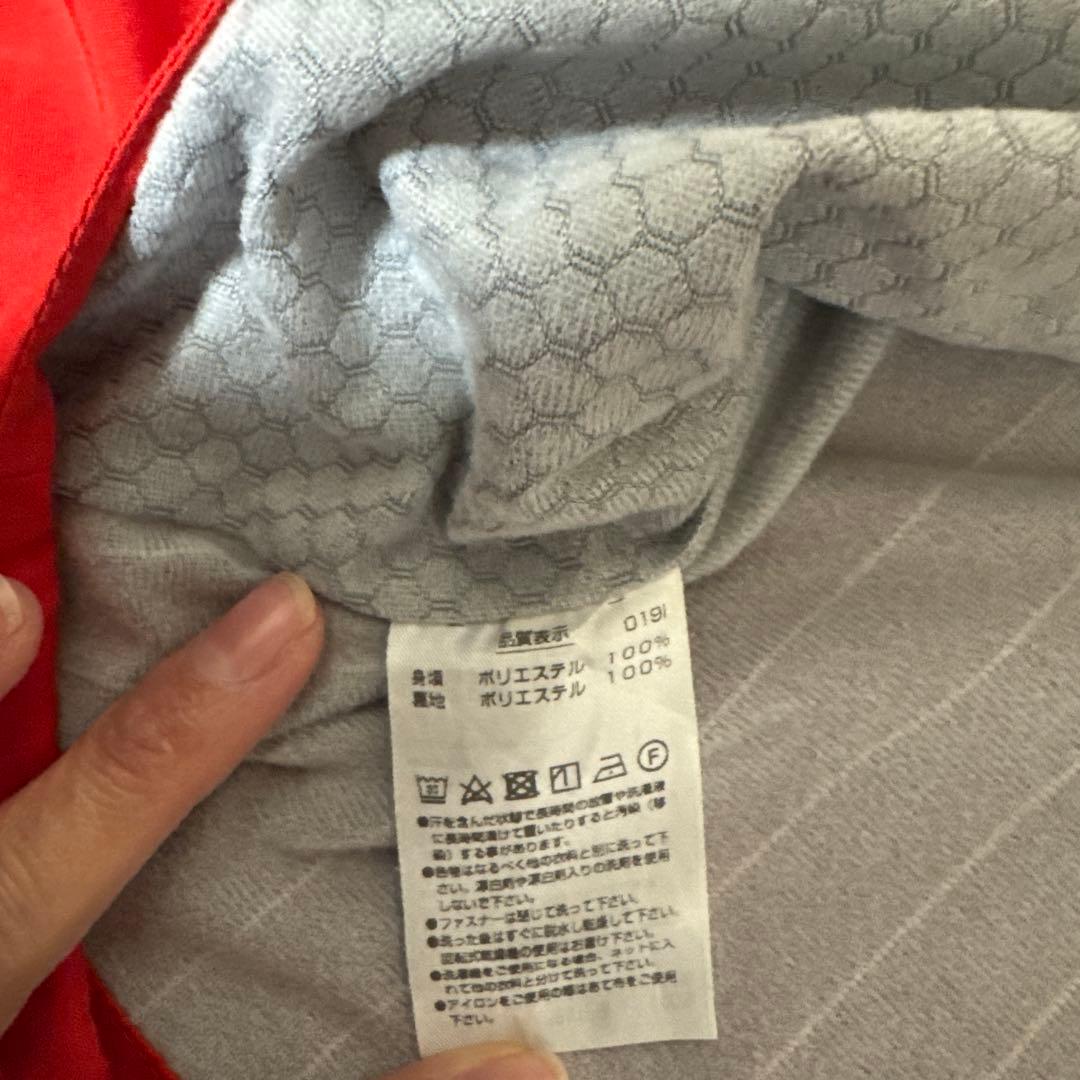 0191
品質表示
身頃 ポリエステル 100%
裏地 ポリエステル 100%
30
F
●汗を含んだ状態で長時間の放置や洗濯液
に長時間漬けて置いたりすると汚染（移
染）する事があります。
●色物はなるべく他の衣料と別に洗って下
さい。漂白剤や漂白剤入りの洗剤を使用
しないで下さい。
●ファスナーは閉じて洗って下さい。
●洗った後はすぐに脱水し乾燥して下さい。
回転式乾燥機の使用はお避け下さい。
●洗濯機をご使用になる場合、ネットに入
れて他の衣料と分けて洗って下さい。
●アイロンをご使用の際はあて布をご使用
下さい。